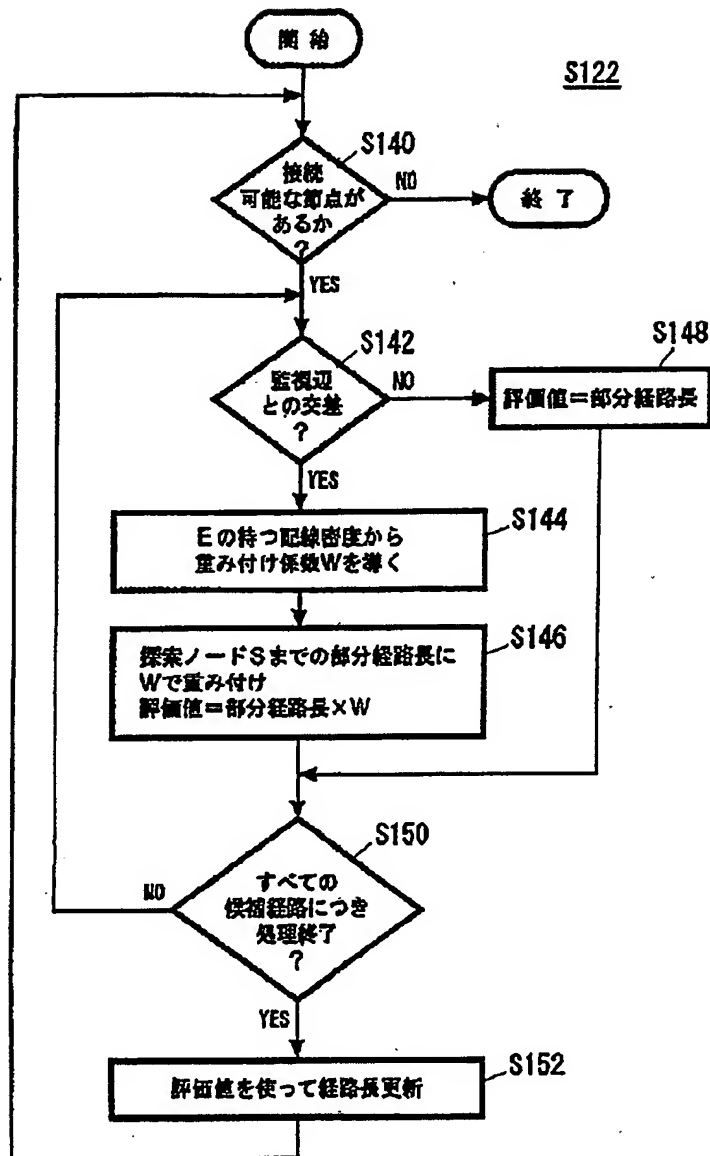 開始
S122
S140
接続
可能な節点が
あるか
?
NO
終了
YES
S142
監視辺
との交差
?
NO
S148
評価値=部分経路長
YES
S144
Eの持つ配線密度から
重み付け係数Wを導く
S146
探索ノードSまでの部分経路長に
Wで重み付け
評価値=部分経路長×W
S150
すべての
候補経路につき
処理終了
?
NO
YES
S152
評価値を使って経路長更新